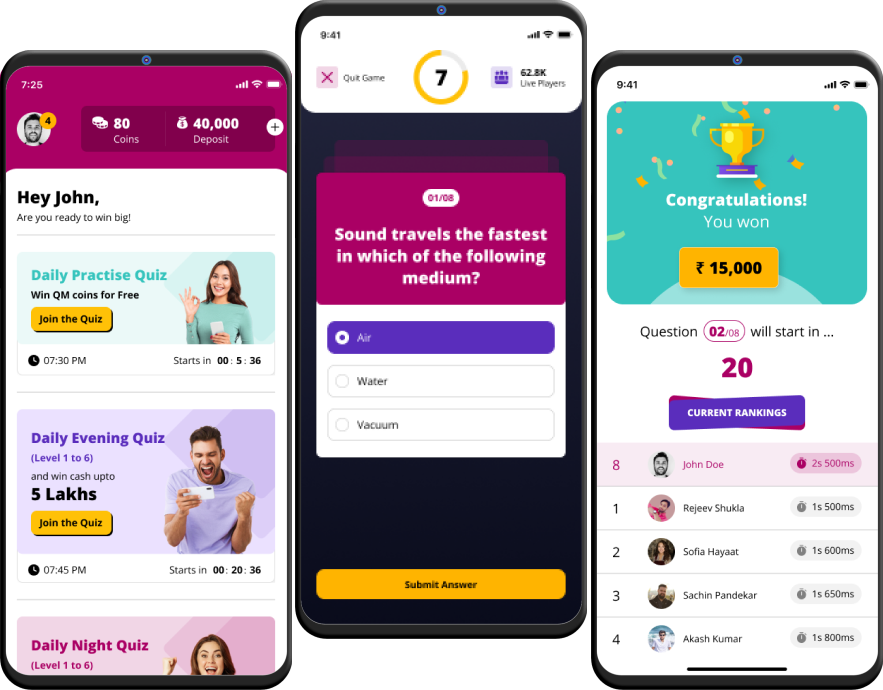 7:25
4
80
Coins
40,000
Deposit
Hey John,
Are you ready to win big!
Daily Practise Quiz
Win QM coins for Free
Join the Quiz
07:30 PM
Starts in 00 : 5 : 36
Daily Evening Quiz
(Level 1 to 6)
and win cash upto
5 Lakhs
Join the Quiz
07:45 PM
Starts in 00 : 20 : 36
Daily Night Quiz
(Level 1 to 6)
9:41
Quit Game
7
62.8K
Live Players
01/08
Sound travels the fastest
in which of the following
medium?
Air
Water
Vacuum
Submit Answer
9:41
Congratulations!
You won
₹ 15,000
Question 02/08 will start in ...
20
CURRENT RANKINGS
8 John Doe 2s 500ms
1 Rejeev Shukla 1s 500ms
2 Sofia Hayaat 1s 600ms
3 Sachin Pandekar 1s 650ms
4 Akash Kumar 1s 800ms